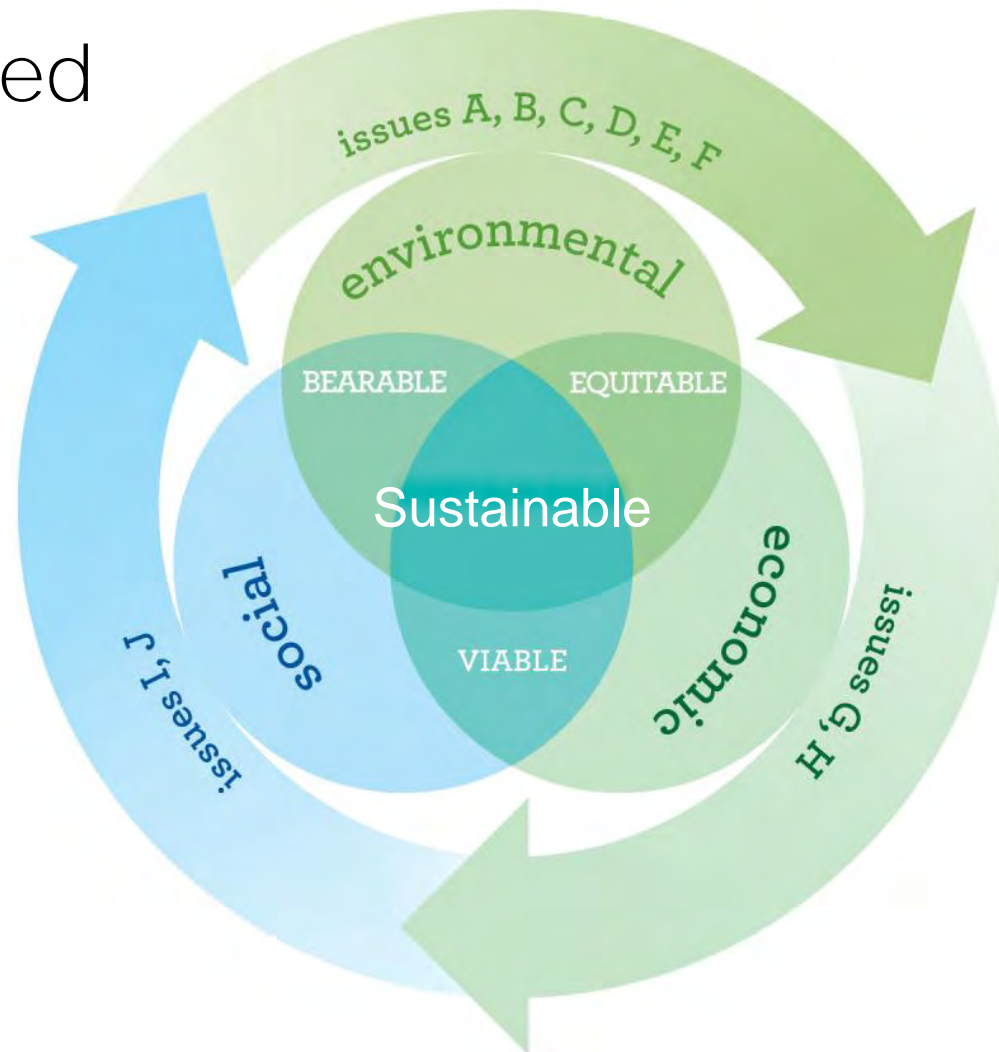 ed
issues A, B, C, D, E, F
environmental
BEARABLE
EQUITABLE
Sustainable
social
economic
VIABLE
issues G, H
issues I, J